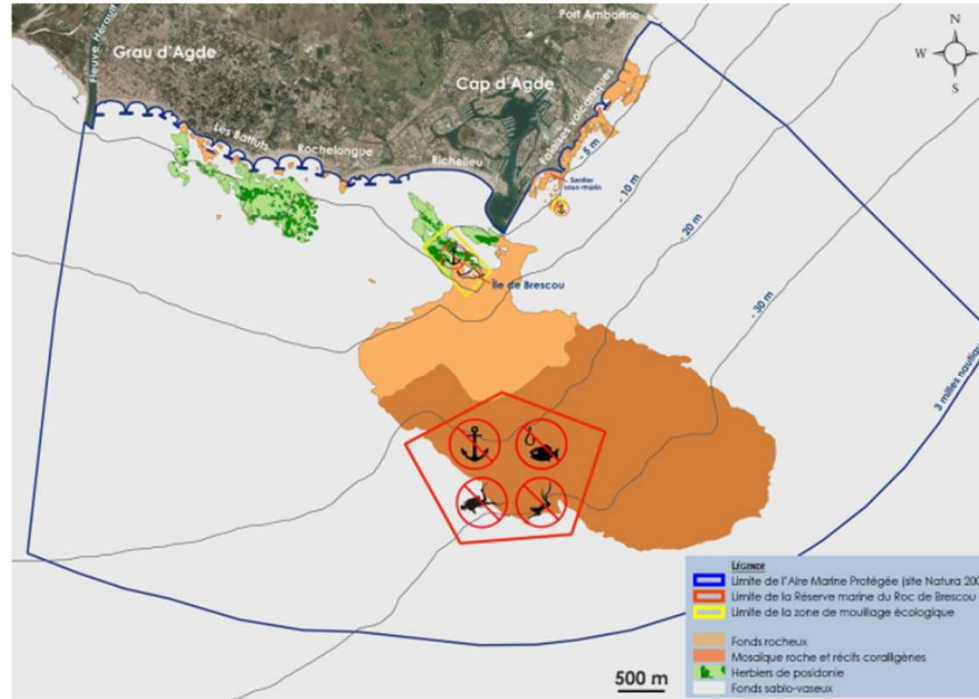 Port Ambonne
N
W
S
Fleuve Hérault
Grau d'Agde
Cap d'Agde
Falaises volcaniques
Les Battuts
Rochelongue
Richelieu
- 5 m
Sentier
sous-marin
- 10 m
- 20 m
- 30 m
Île de Brescou
3 milles nautiqu
LÉGENDE
Limite de l'Aire Marine Protégée (site Natura 200
Limite de la Réserve marine du Roc de Brescou
Limite de la zone de mouillage écologique
Fonds rocheux
Mosaïque roche et récifs coralligènes
Herbiers de posidonie
Fonds sablo-vaseux
500 m